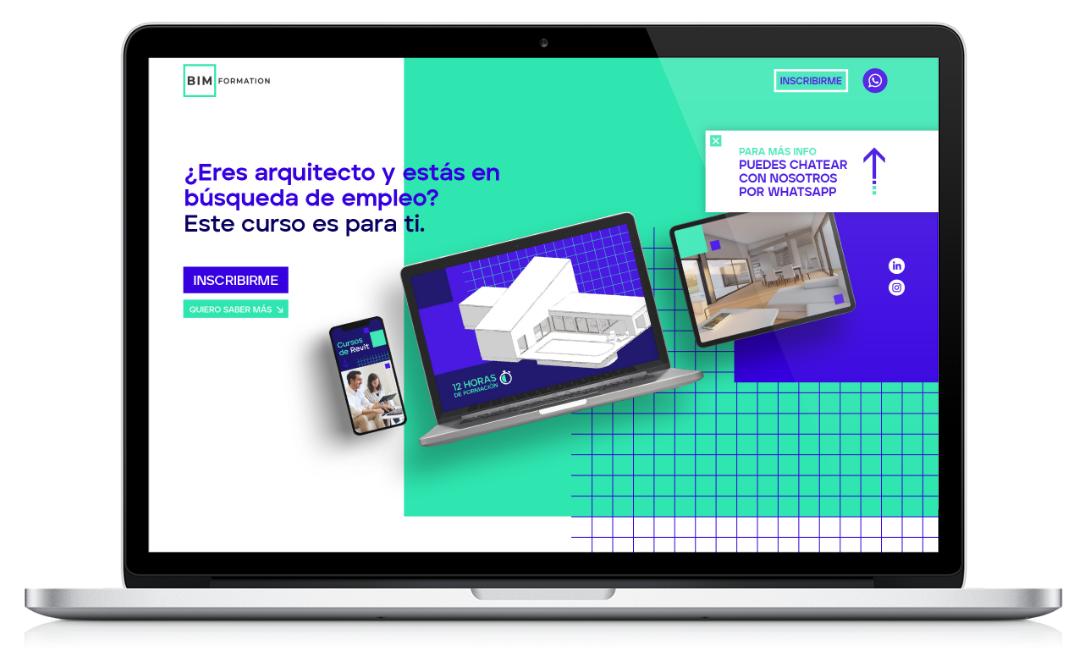 BIM FORMATION
INSCRIBIRME
PARA MÁS INFO
PUEDES CHATEAR
CON NOSOTROS
POR WHATSAPP
¿Eres arquitecto y estás en
búsqueda de empleo?
Este curso es para ti.
INSCRIBIRME
QUIERO SABER MÁS
in
Cursos
de Revit
12 HORAS
DE FORMACIÓN